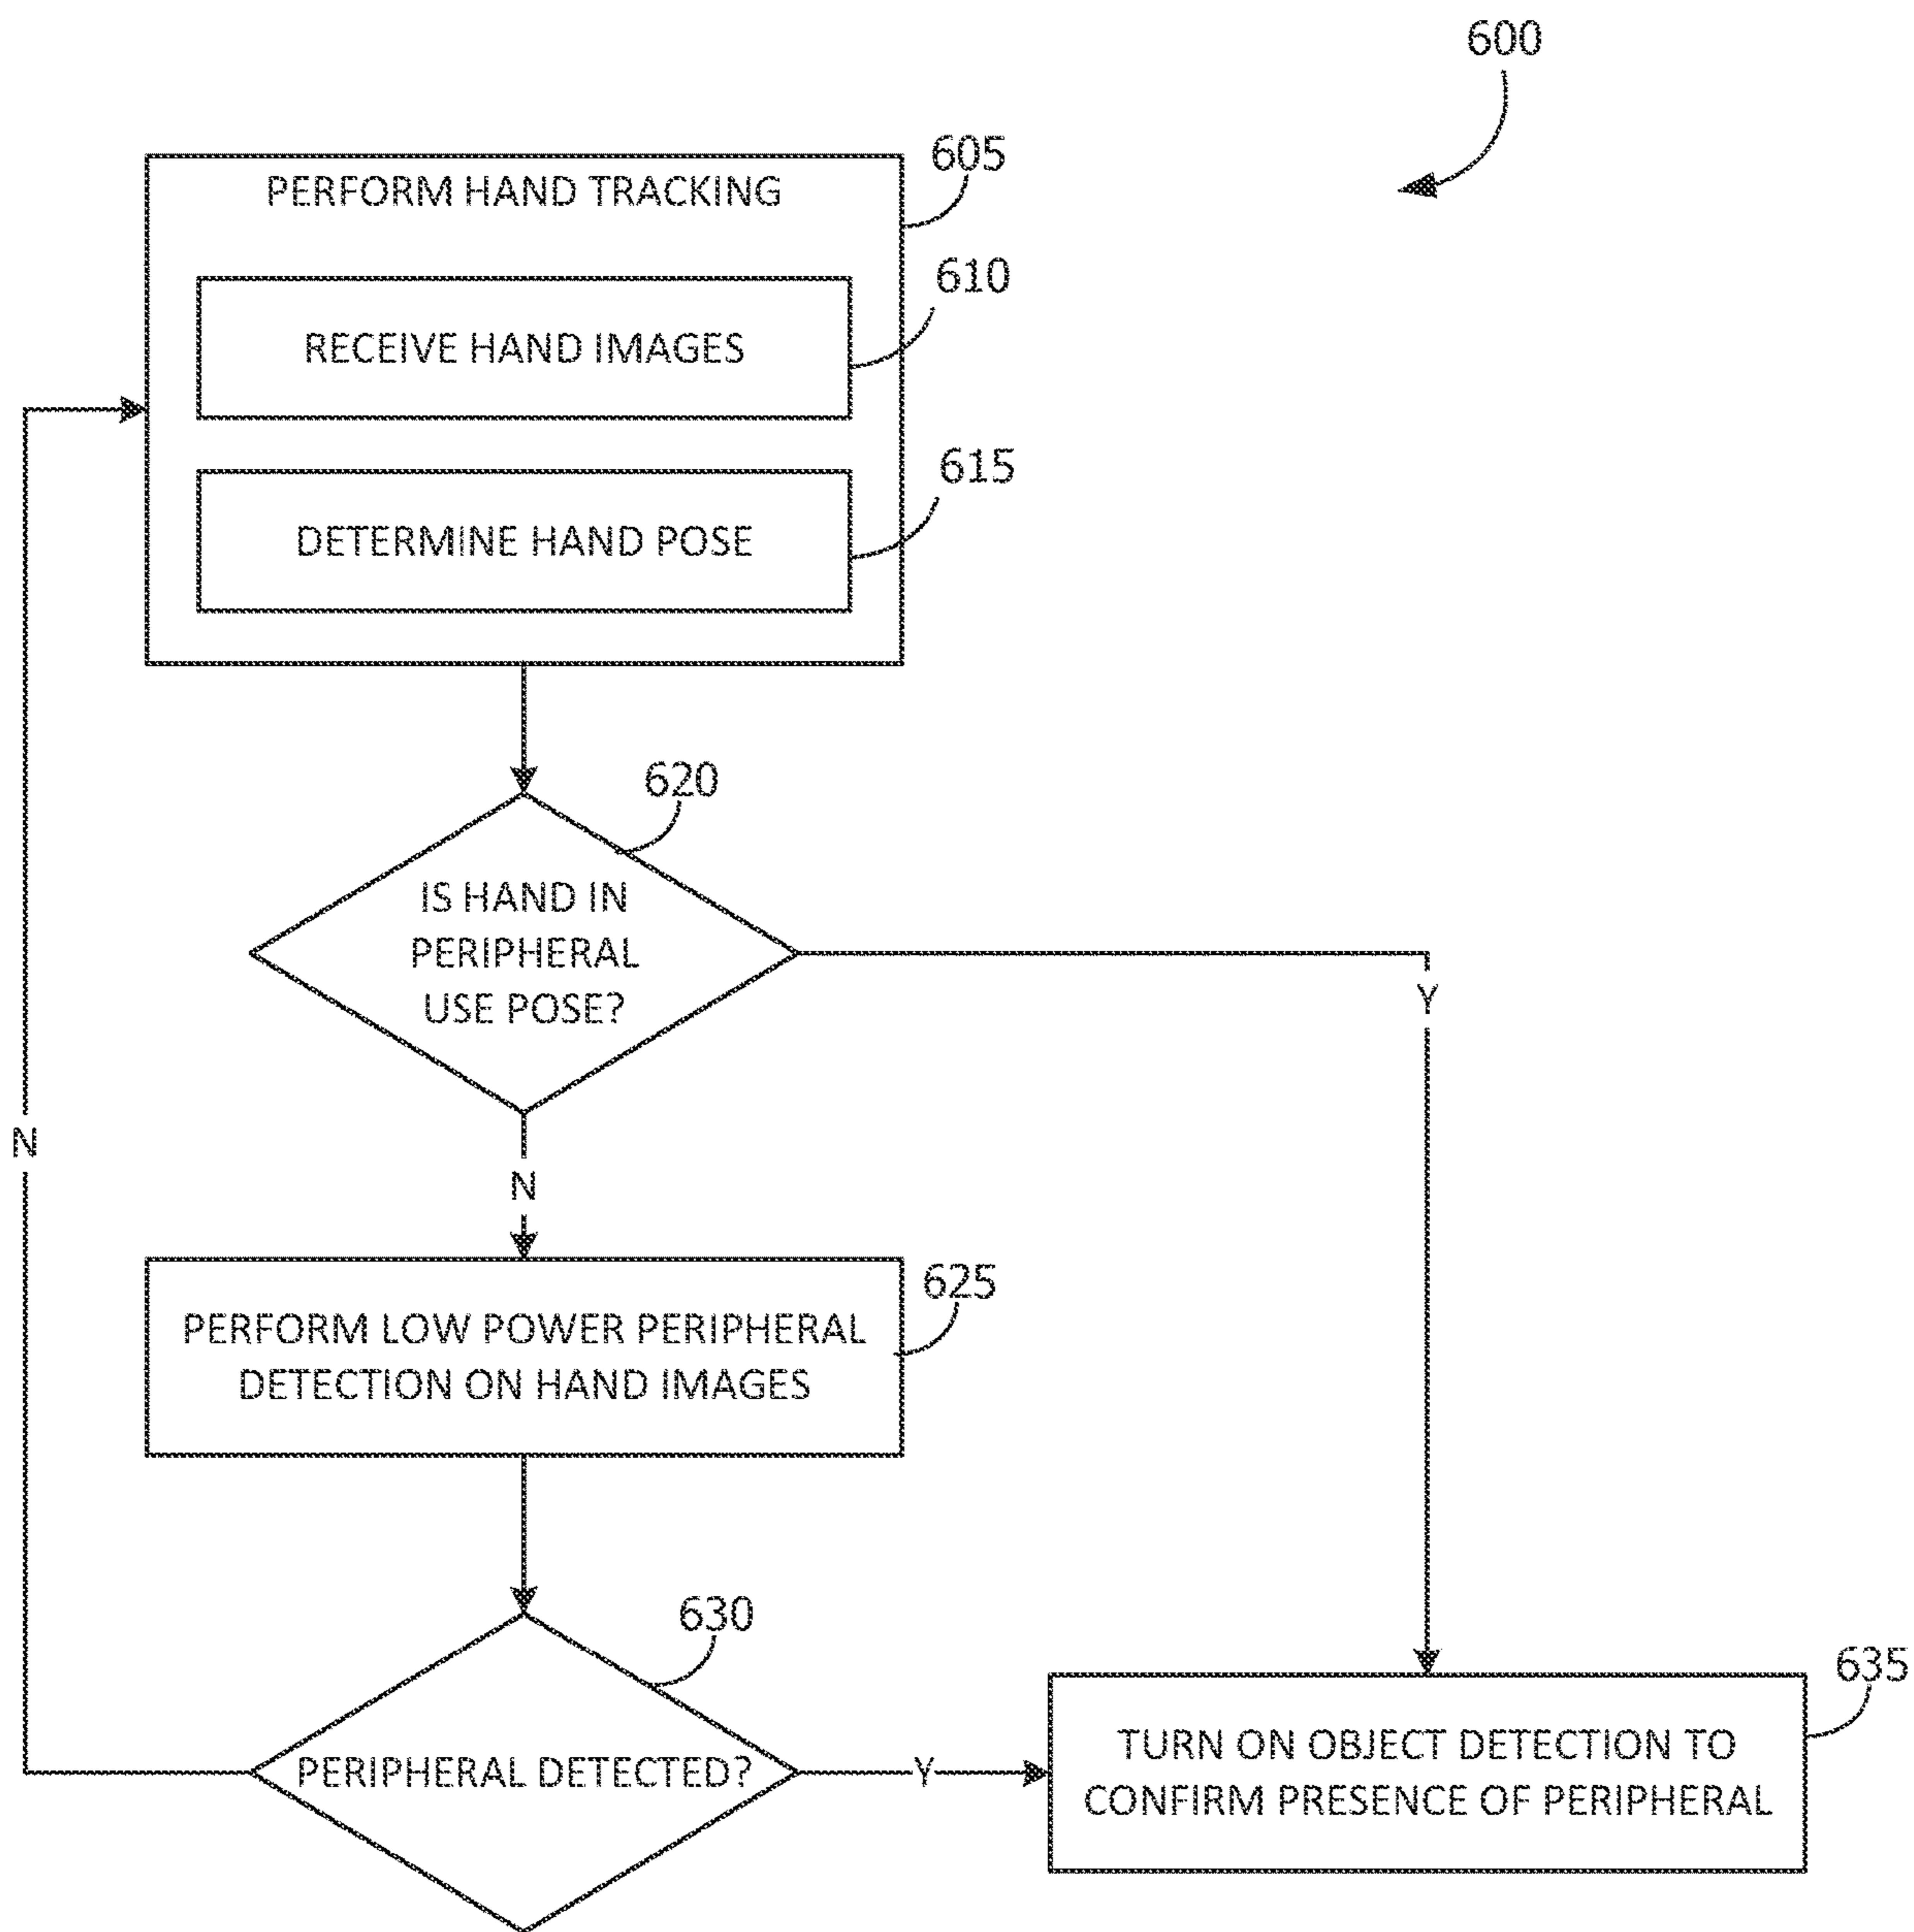 600
605
PERFORM HAND TRACKING
610
RECEIVE HAND IMAGES
615
DETERMINE HAND POSE
620
IS HAND IN
PERIPHERAL
USE POSE?
Y
N
N
625
PERFORM LOW POWER PERIPHERAL
DETECTION ON HAND IMAGES
630
PERIPHERAL DETECTED?
Y
635
TURN ON OBJECT DETECTION TO
CONFIRM PRESENCE OF PERIPHERAL